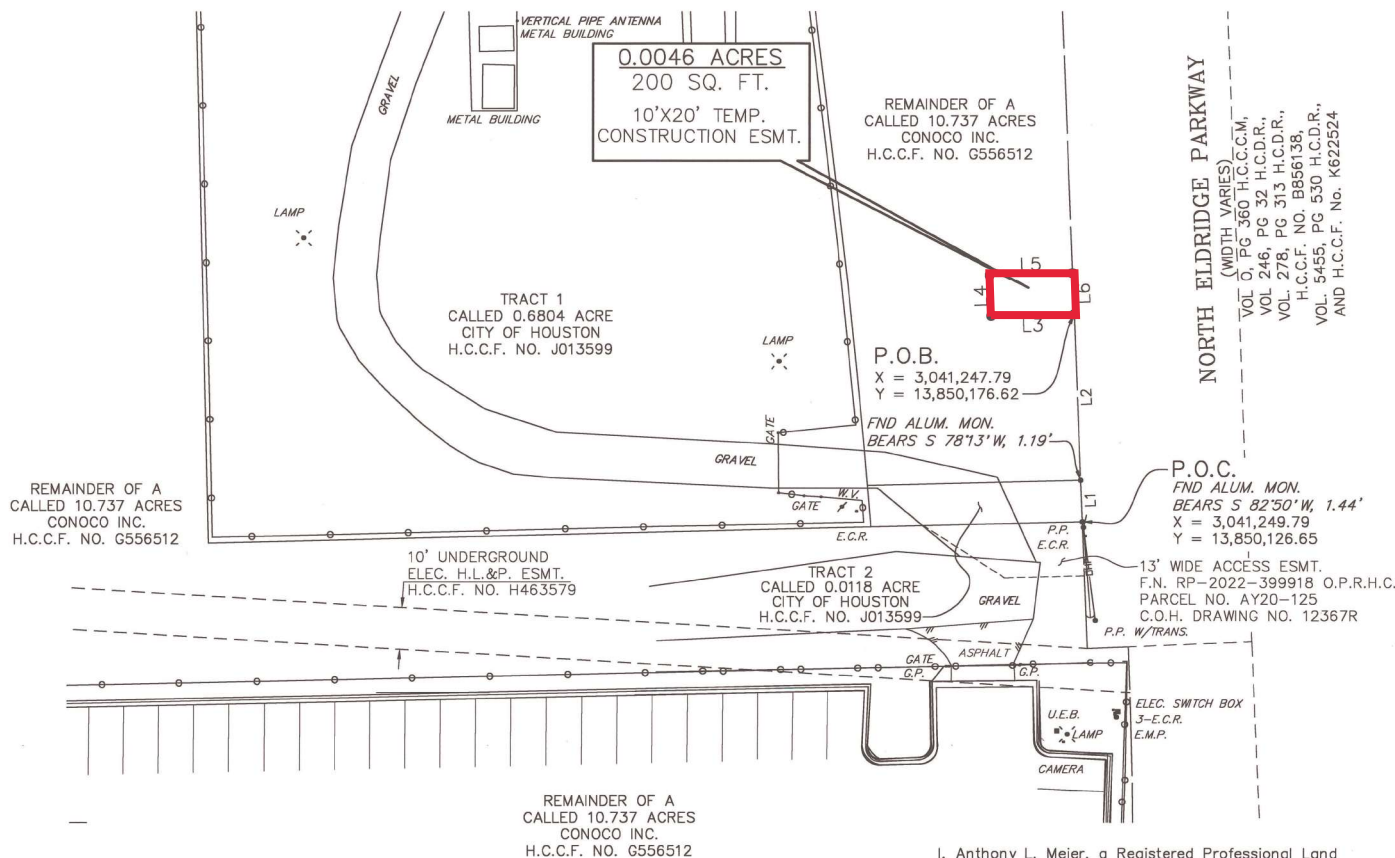 VERTICAL PIPE ANTENNA
METAL BUILDING
METAL BUILDING
GRAVEL
0.0046 ACRES
200 SQ. FT.
10'X20' TEMP.
CONSTRUCTION ESMT.
REMAINDER OF A
CALLED 10.737 ACRES
CONOCO INC.
H.C.C.F. NO. G556512
NORTH ELDRIDGE PARKWAY
(WIDTH VARIES)
VOL O, PG 360 H.C.C.C.M,
VOL 246, PG 32 H.C.D.R.,
VOL. 278, PG 313 H.C.D.R.,
H.C.C.F. NO. B856138,
VOL. 5455, PG 530 H.C.D.R.,
AND H.C.C.F. No. K622524
LAMP
TRACT 1
CALLED 0.6804 ACRE
CITY OF HOUSTON
H.C.C.F. NO. J013599
LAMP
L5
L4
L6
L3
P.O.B.
X = 3,041,247.79
Y = 13,850,176.62
L2
FND ALUM. MON.
BEARS S 78°13' W, 1.19'
GATE
GRAVEL
W.V.
GATE
E.C.R.
L1
P.O.C.
FND ALUM. MON.
BEARS S 82°50' W, 1.44'
X = 3,041,249.79
Y = 13,850,126.65
P.P.
E.C.R.
REMAINDER OF A
CALLED 10.737 ACRES
CONOCO INC.
H.C.C.F. NO. G556512
10' UNDERGROUND
ELEC. H.L.&P. ESMT.
H.C.C.F. NO. H463579
TRACT 2
CALLED 0.0118 ACRE
CITY OF HOUSTON
H.C.C.F. NO. J013599
GRAVEL
13' WIDE ACCESS ESMT.
F.N. RP-2022-399918 O.P.R.H.C.
PARCEL NO. AY20-125
C.O.H. DRAWING NO. 12367R
P.P. W/TRANS.
ASPHALT
GATE
G.P.
G.P.
ELEC. SWITCH BOX
3-E.C.R.
E.M.P.
U.E.B.
LAMP
CAMERA
REMAINDER OF A
CALLED 10.737 ACRES
CONOCO INC.
H.C.C.F. NO. G556512
I, Anthony L. Meier, a Registered Professional Land